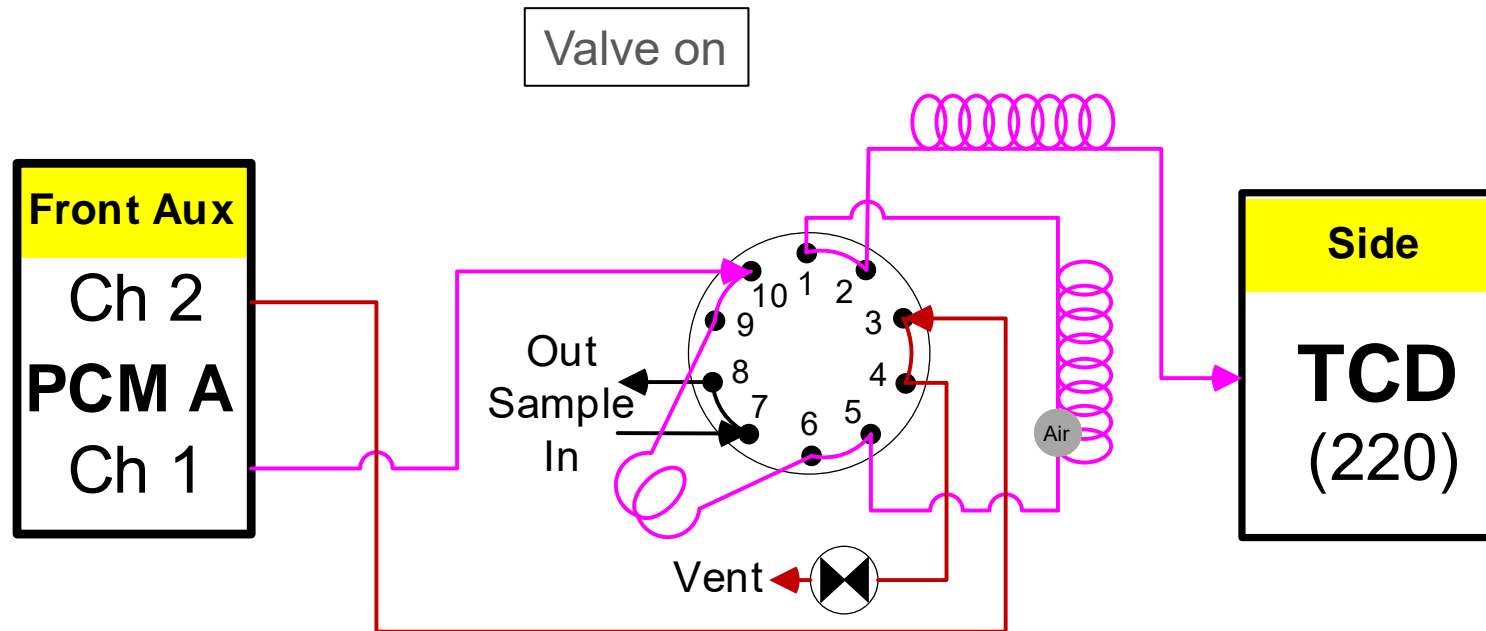 Valve on
Front Aux
Ch 2
PCM A
Ch 1
Out
Sample
In
1
2
3
4
5
6
7
8
9
10
Air
Vent
Side
TCD
(220)